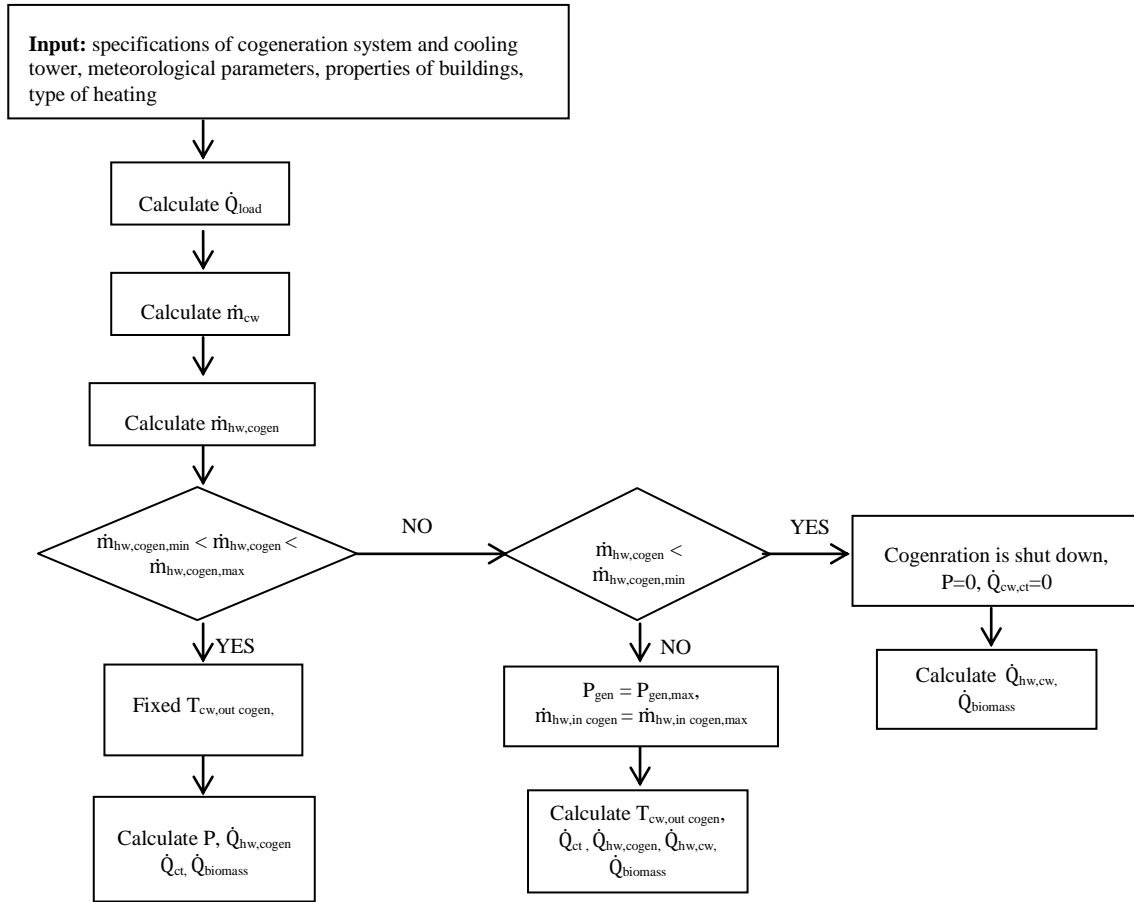 Input: specifications of cogeneration system and cooling
tower, meteorological parameters, properties of buildings,
type of heating
Calculate Q̇load
Calculate ṁcw
Calculate ṁhw,cogen
ṁhw,cogen,min < ṁhw,cogen <
ṁhw,cogen,max
NO
ṁhw,cogen <
ṁhw,cogen,min
YES
Cogenration is shut down,
P=0, Q̇cw,ct=0
Calculate Q̇hw,cw,
Q̇biomass
YES
Fixed Tcw,out cogen,
Calculate P, Q̇hw,cogen
Q̇ct, Q̇biomass
NO
Pgen = Pgen,max,
ṁhw,in cogen = ṁhw,in cogen,max
Calculate Tcw,out cogen,
Q̇ct , Q̇hw,cogen, Q̇hw,cw,
Q̇biomass